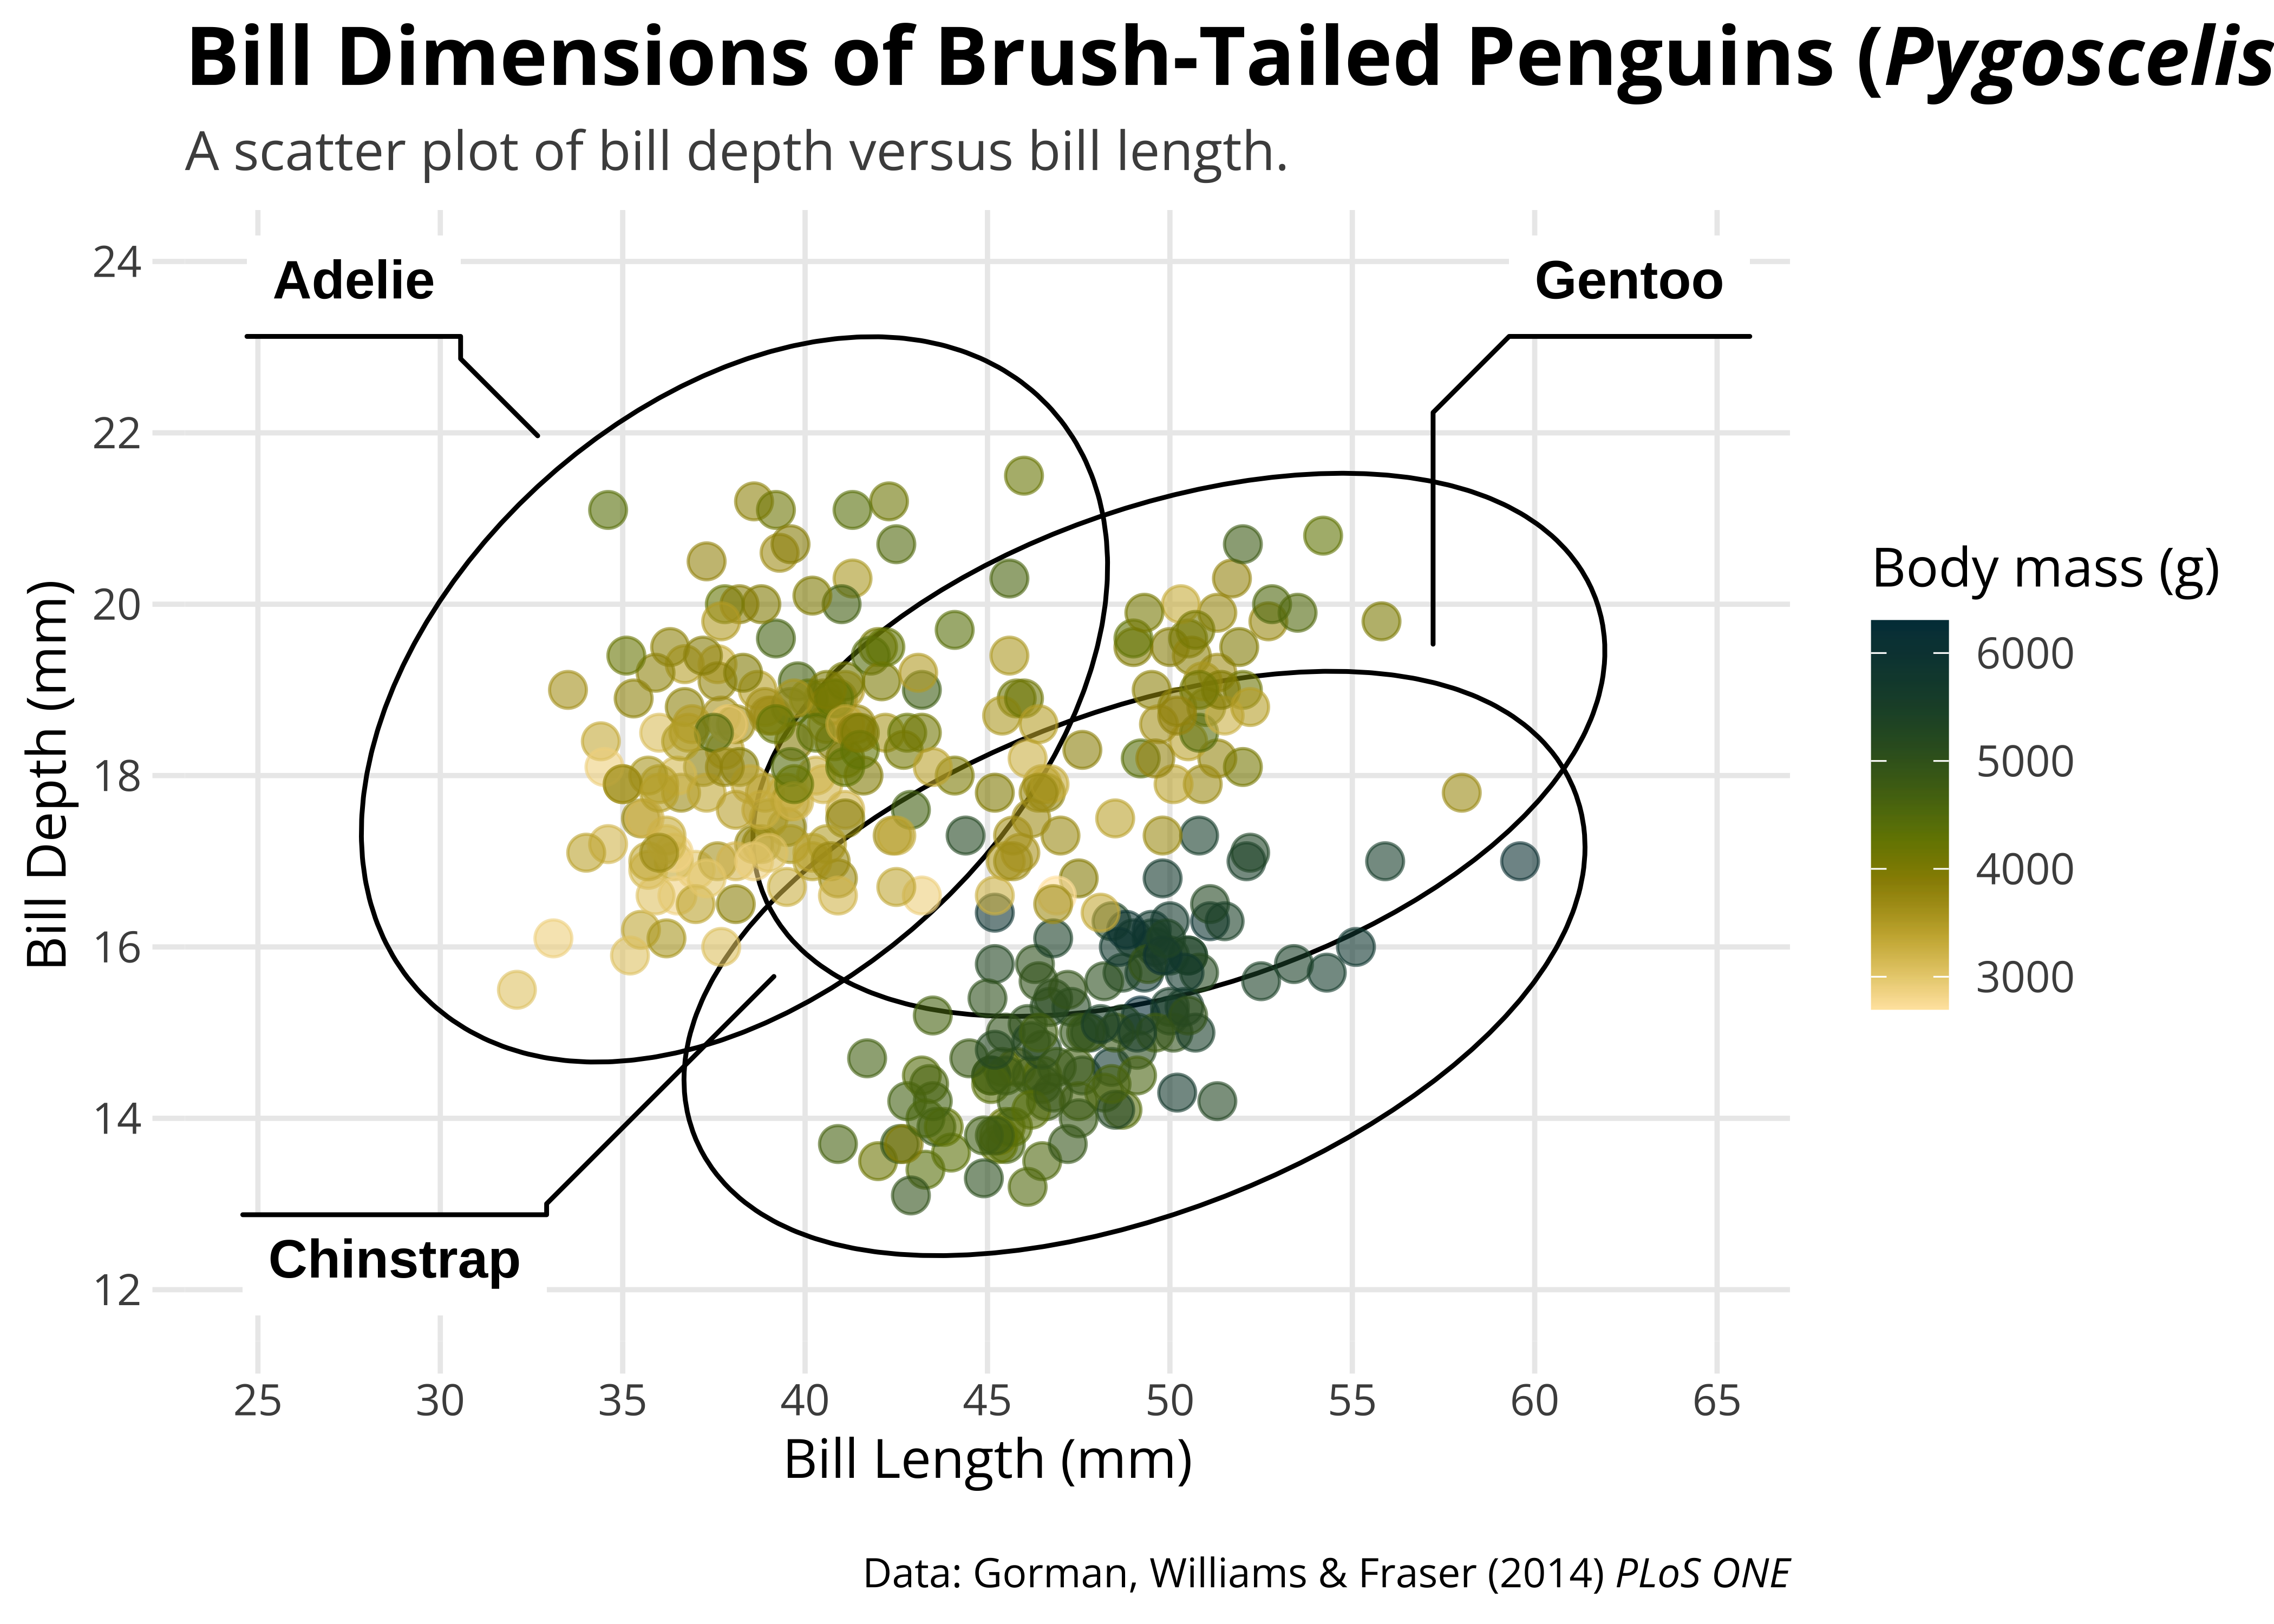 Bill Dimensions of Brush-Tailed Penguins (Pygoscelis
A scatter plot of bill depth versus bill length.
Adelie
Gentoo
Chinstrap
Bill Depth (mm)
24
22
20
18
16
14
12
25 30 35 40 45 50 55 60 65
Bill Length (mm)
Body mass (g)
6000
5000
4000
3000
Data: Gorman, Williams & Fraser (2014) PLoS ONE